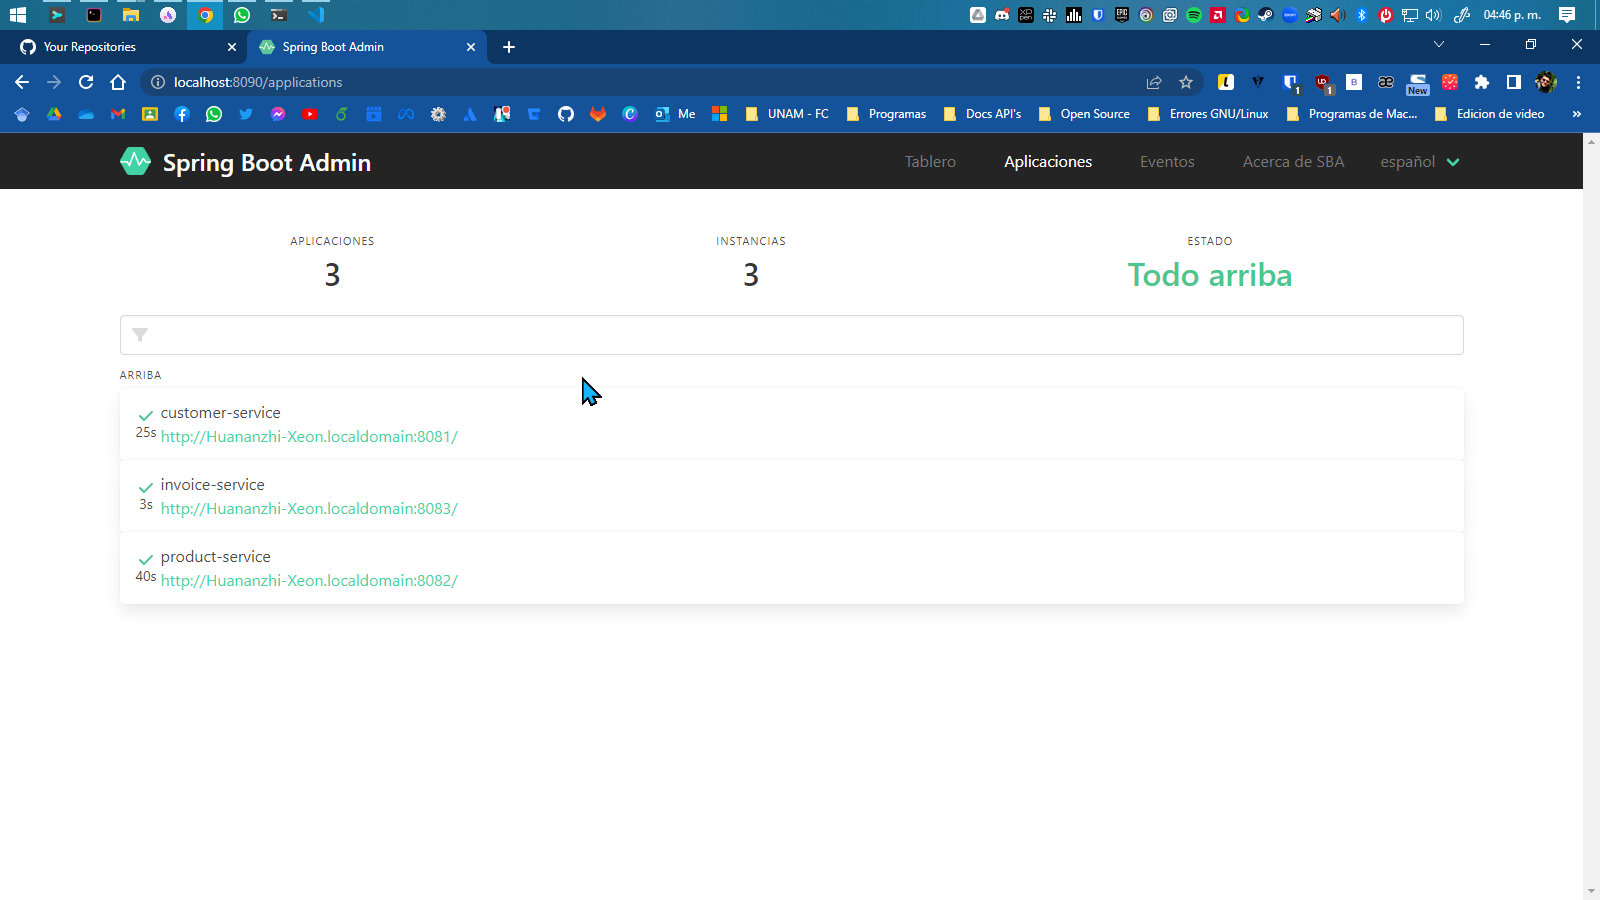 04:46 p. m.
Your Repositories
Spring Boot Admin
localhost:8090/applications
New
Me
UNAM - FC
Programas
Docs API's
Open Source
Errores GNU/Linux
Programas de Mac...
Edicion de video
»
Spring Boot Admin
Tablero
Aplicaciones
Eventos
Acerca de SBA
español
APLICACIONES
3
INSTANCIAS
3
ESTADO
Todo arriba
ARRIBA
customer-service
25s
http://Huananzhi-Xeon.localdomain:8081/
invoice-service
3s
http://Huananzhi-Xeon.localdomain:8083/
product-service
40s
http://Huananzhi-Xeon.localdomain:8082/